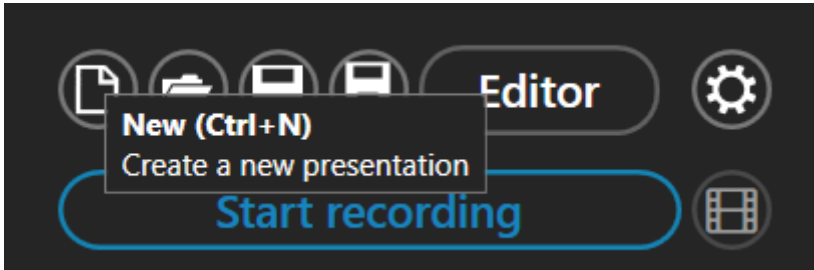 Editor
New (Ctrl+N)
Create a new presentation
Start recording